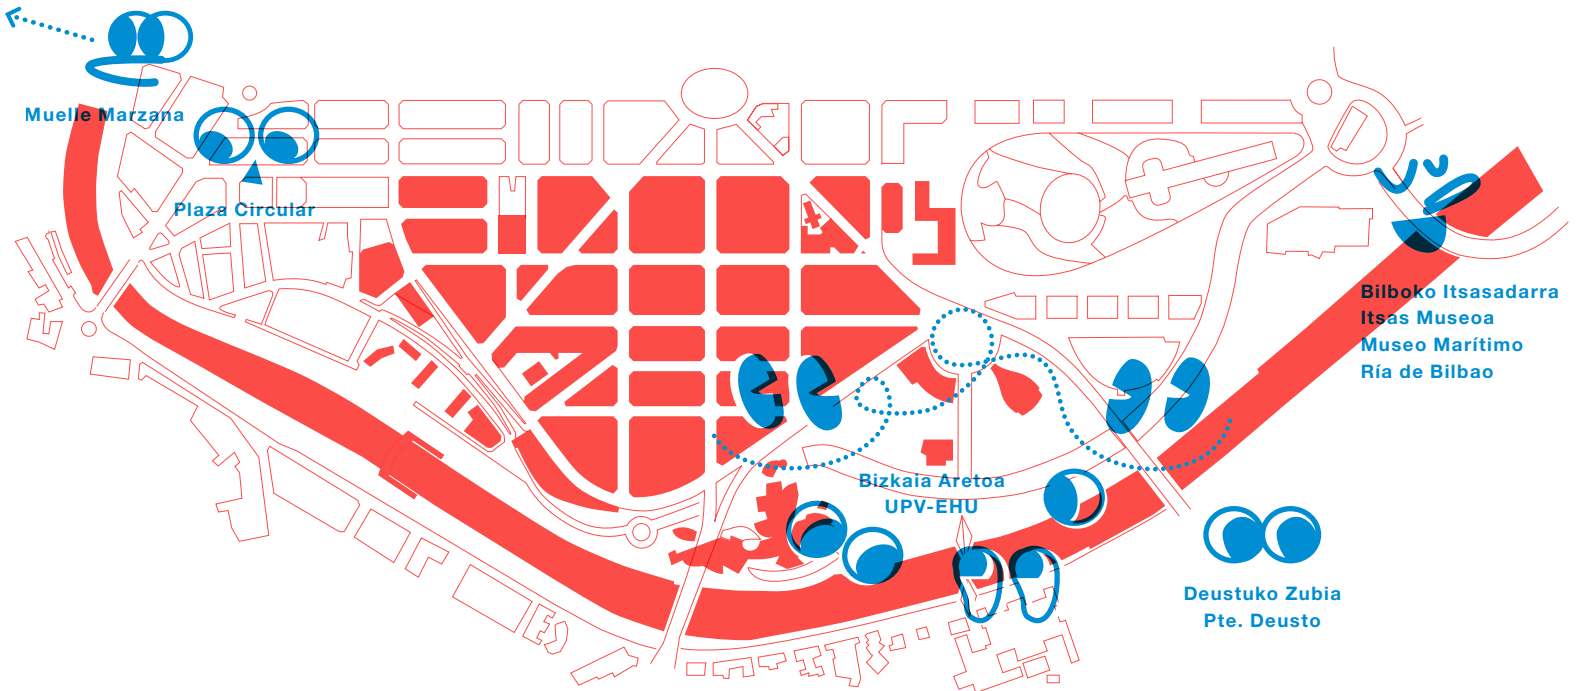 Muelle Marzana
Plaza Circular
Bilboko Itsasadarra
Itsas Museoa
Museo Marítimo
Ría de Bilbao
Bizkaia Aretoa
UPV-EHU
Deustuko Zubia
Pte. Deusto